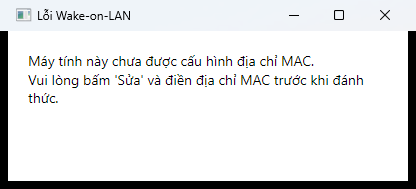 Lỗi Wake-on-LAN
Máy tính này chưa được cấu hình địa chỉ MAC.
Vui lòng bấm 'Sửa' và điền địa chỉ MAC trước khi đánh
thức.